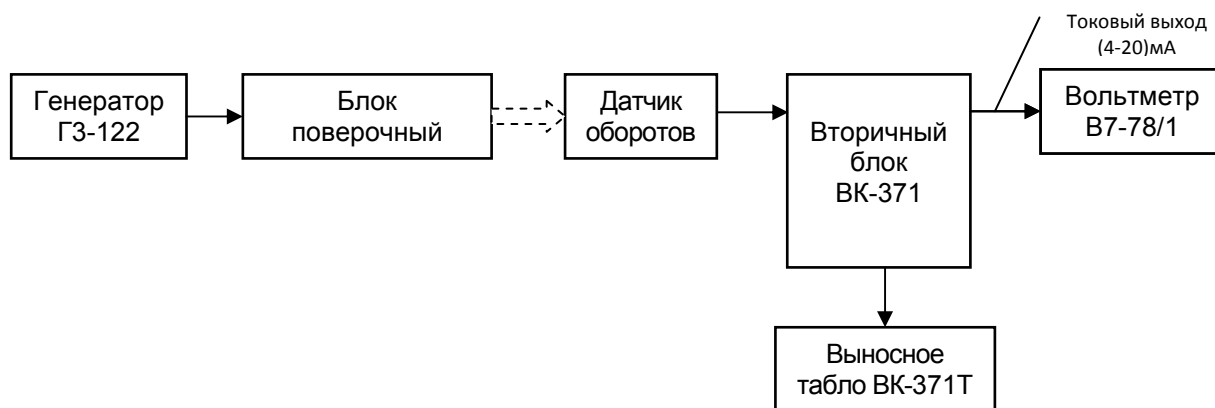 Токовый выход
(4-20)мА
Генератор
Г3-122
Блок
поверочный
Датчик
оборотов
Вторичный
блок
ВК-371
Вольтметр
В7-78/1
Выносное
табло ВК-371Т